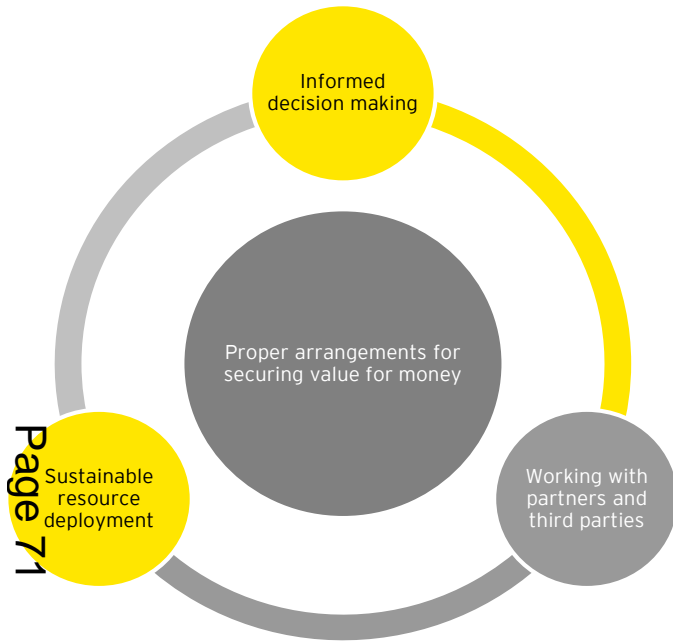 Informed
decision making
Proper arrangements for
securing value for money
Sustainable
resource
deployment
Working with
partners and
third parties
Page 71